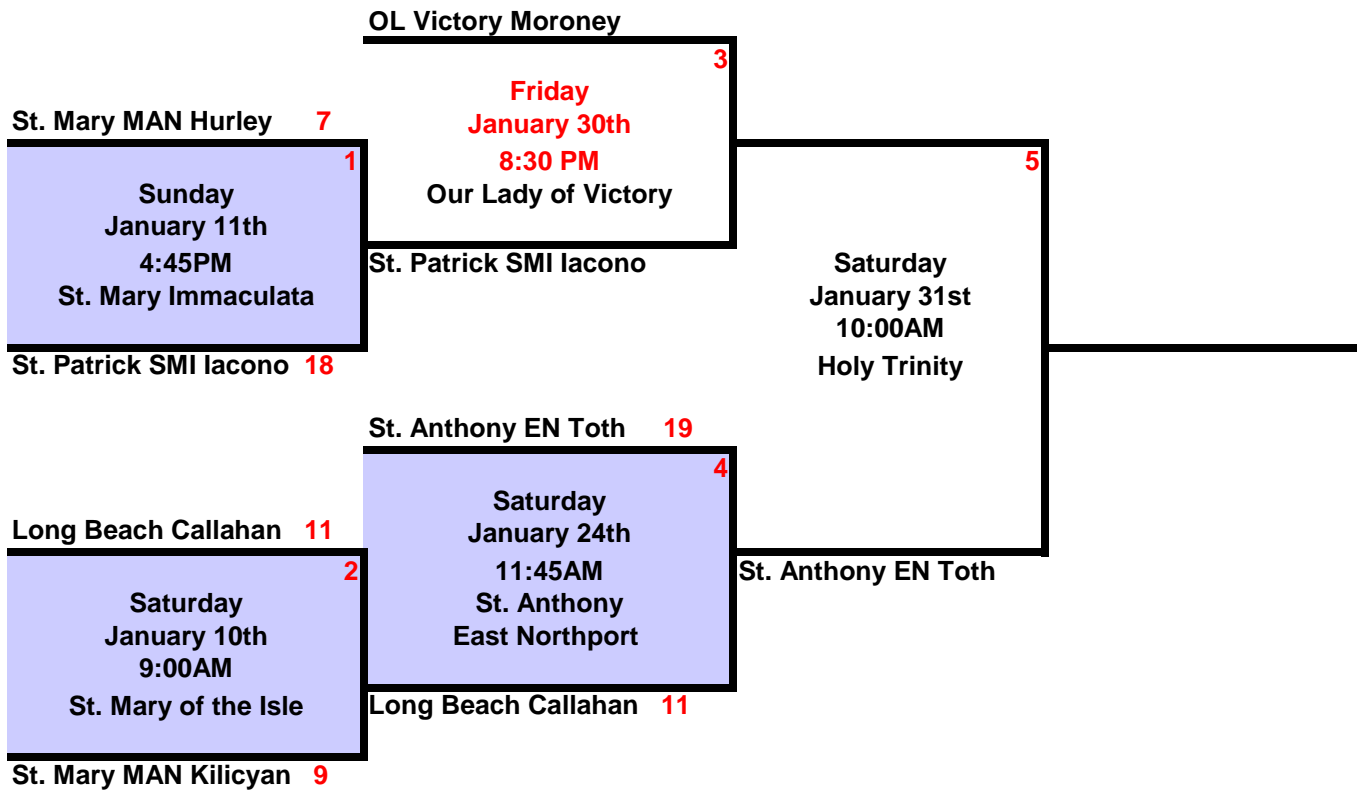 OL Victory Moroney
3
Friday
January 30th
8:30 PM
Our Lady of Victory
St. Mary MAN Hurley 7
1
Sunday
January 11th
4:45PM
St. Mary Immaculata
St. Patrick SMI Iacono
St. Patrick SMI Iacono 18
5
Saturday
January 31st
10:00AM
Holy Trinity
St. Anthony EN Toth 19
4
Saturday
January 24th
11:45AM
St. Anthony
East Northport
Long Beach Callahan 11
2
Saturday
January 10th
9:00AM
St. Mary of the Isle
St. Anthony EN Toth
Long Beach Callahan 11
St. Mary MAN Kilicyan 9